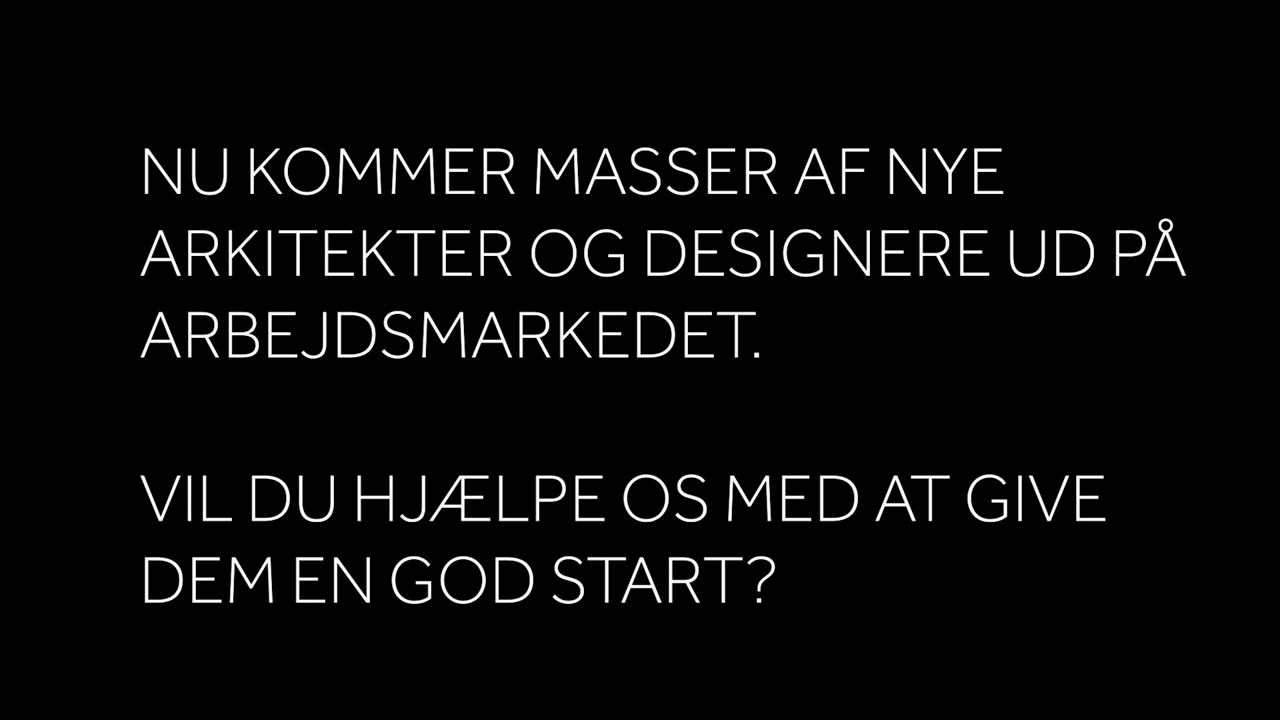 NU KOMMER MASSER AF NYE
ARKITEKTER OG DESIGNERE UD PÅ
ARBEJDSMARKEDET.
VIL DU HJÆLPE OS MED AT GIVE
DEM EN GOD START?